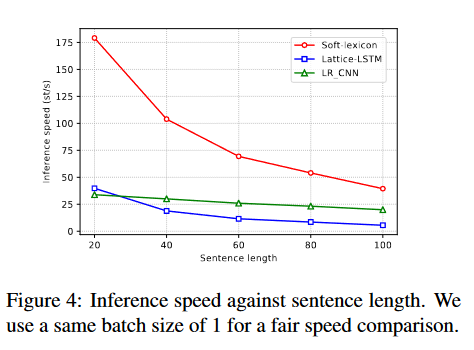 175
150
125
100
75
50
25
0
Inference speed (st/s)
Soft-lexicon
Lattice-LSTM
LR_CNN
20 40 60 80 100
Sentence length
Figure 4: Inference speed against sentence length. We
use a same batch size of 1 for a fair speed comparison.